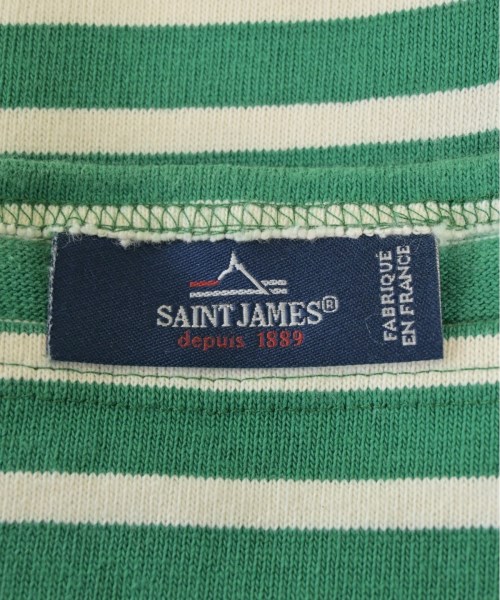 SAINT JAMES®
depuis 1889
FABRIQUÉ
EN FRANCE